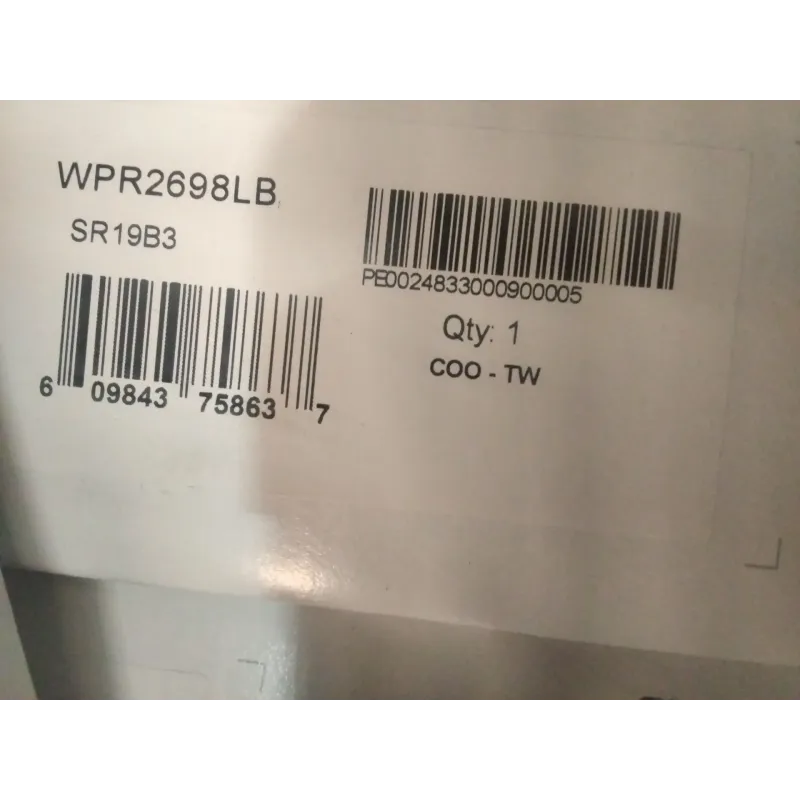 WPR2698LB
SR19B3
6 09843 75863 7
PE0024833000900005
Qty: 1
COO - TW